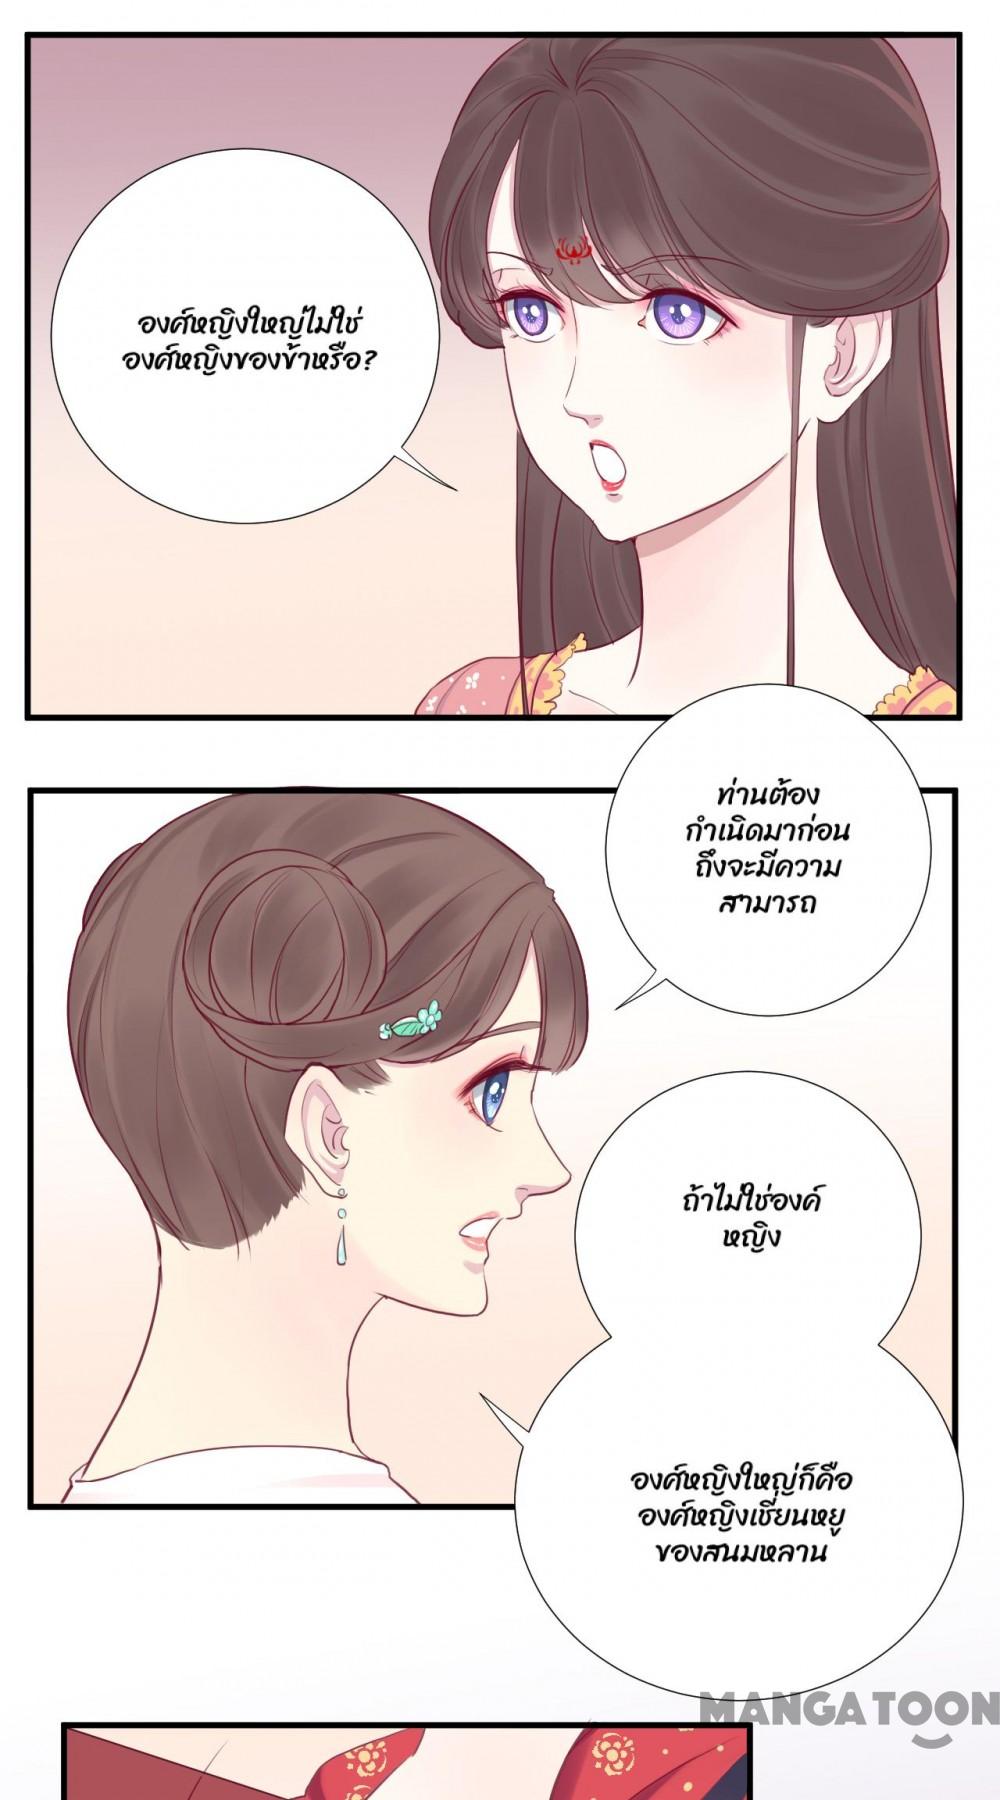 องค์หญิงใหญ่ไม่ใช่
องค์หญิงของข้าหรือ?
ท่านต้อง
กำเนิดมาก่อน
ถึงจะมีความ
สามารถ
ถ้าไม่ใช่องค์
หญิง
องค์หญิงใหญ่ก็คือ
องค์หญิงเชี่ยนหยู
ของสนมหลาน
MANGATOON